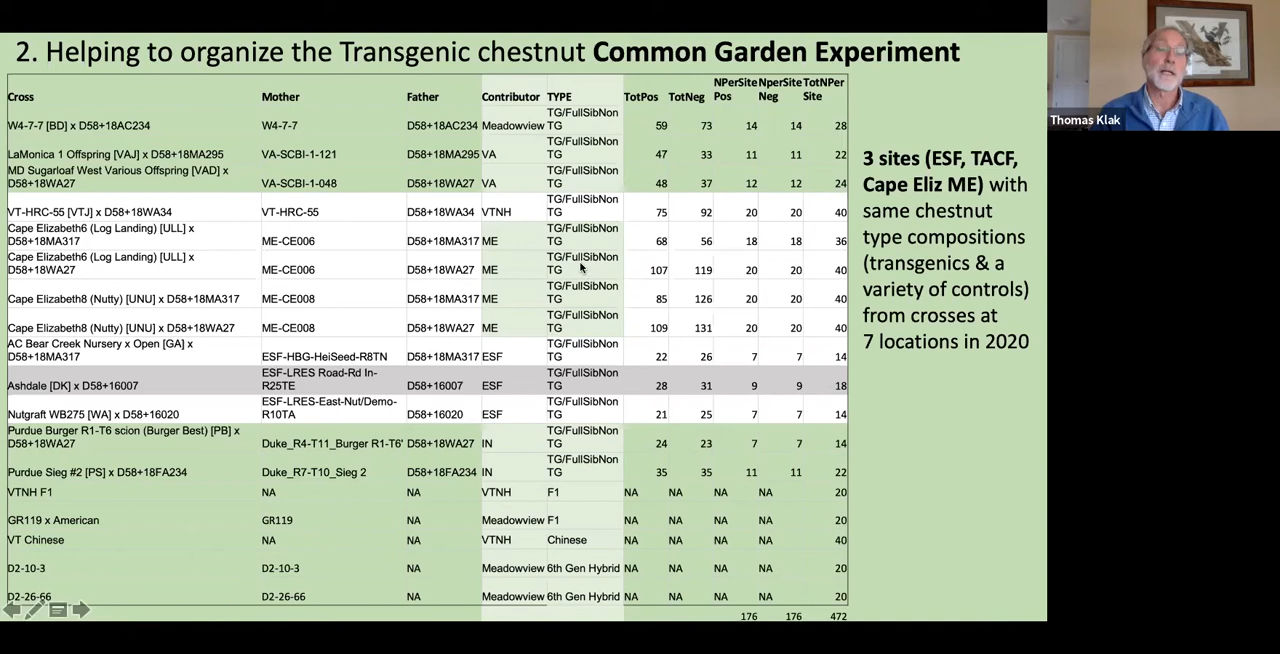 2. Helping to organize the Transgenic chestnut Common Garden Experiment
Cross Mother Father Contributor TYPE TotPos TotNeg NPerSite Pos NperSite Neg TotNPer Site
W4-7-7 [BD] x D58+18AC234 W4-7-7 D58+18AC234 Meadowview TG/FullSibNon TG 59 73 14 14 28
LaMonica 1 Offspring [VAJ] x D58+18MA295 VA-SCBI-1-121 D58+18MA295 VA TG/FullSibNon TG 47 33 11 11 22
MD Sugarloaf West Various Offspring [VAD] x D58+18WA27 VA-SCBI-1-048 D58+18WA27 VA TG/FullSibNon TG 48 37 12 12 24
VT-HRC-55 [VTJ] x D58+18WA34 VT-HRC-55 D58+18WA34 VTNH TG/FullSibNon TG 75 92 20 20 40
Cape Elizabeth6 (Log Landing) [ULL] x D58+18MA317 ME-CE006 D58+18MA317 ME TG/FullSibNon TG 68 56 18 18 36
Cape Elizabeth6 (Log Landing) [ULL] x D58+18WA27 ME-CE006 D58+18WA27 ME TG/FullSibNon TG 107 119 20 20 40
Cape Elizabeth8 (Nutty) [UNU] x D58+18MA317 ME-CE008 D58+18MA317 ME TG/FullSibNon TG 85 126 20 20 40
Cape Elizabeth8 (Nutty) [UNU] x D58+18WA27 ME-CE008 D58+18WA27 ME TG/FullSibNon TG 109 131 20 20 40
AC Bear Creek Nursery x Open [GA] x D58+18MA317 ESF-HBG-HeiSeed-R8TN D58+18MA317 ESF TG/FullSibNon TG 22 26 7 7 14
Ashdale [DK] x D58+16007 ESF-LRES Road-Rd In-R25TE D58+16007 ESF TG/FullSibNon TG 28 31 9 9 18
Nutgraft WB275 [WA] x D58+16020 ESF-LRES-East-Nut/Demo-R10TA D58+16020 ESF TG/FullSibNon TG 21 25 7 7 14
Purdue Burger R1-T6 scion (Burger Best) [PB] x D58+18WA27 Duke_R4-T11_Burger R1-T6' D58+18WA27 IN TG/FullSibNon TG 24 23 7 7 14
Purdue Sieg #2 [PS] x D58+18FA234 Duke_R7-T10_Sieg 2 D58+18FA234 IN TG/FullSibNon TG 35 35 11 11 22
VTNH F1 NA NA VTNH F1 NA NA NA NA 20
GR119 x American GR119 NA Meadowview F1 NA NA NA NA 20
VT Chinese NA NA VTNH Chinese NA NA NA NA 40
D2-10-3 D2-10-3 NA Meadowview 6th Gen Hybrid NA NA NA NA 20
D2-26-66 D2-26-66 NA Meadowview 6th Gen Hybrid NA NA NA NA 20
176 176 472
3 sites (ESF, TACF,
Cape Eliz ME) with
same chestnut
type compositions
(transgenics & a
variety of controls)
from crosses at
7 locations in 2020
Thomas Klak